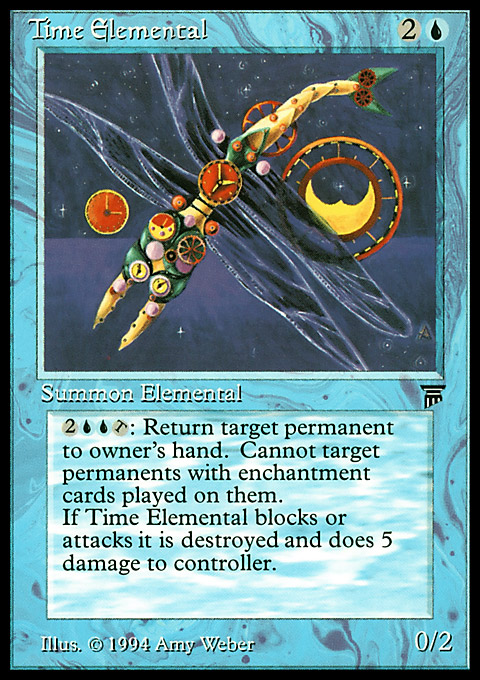 Time Elemental 2
Summon Elemental
2: Return target permanent
to owner's hand. Cannot target
permanents with enchantment
cards played on them.
If Time Elemental blocks or
attacks it is destroyed and does 5
damage to controller.
Illus. © 1994 Amy Weber 0/2